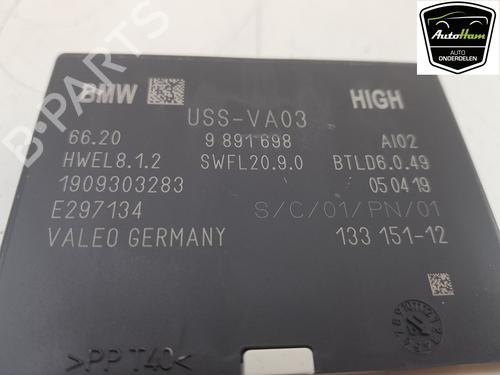 AutoHam
AUTO
ONDERDELEN
B-PARTS
BMW
HIGH
USS-VA03
66.20 9 891 698 AI02
HWEL8.1.2 SWFL20.9.0 BTLD6.0.49
1909303283 05.04.19
E297134 S/C/01/PN/01
VALEO GERMANY 133 151-12
>PP T40<